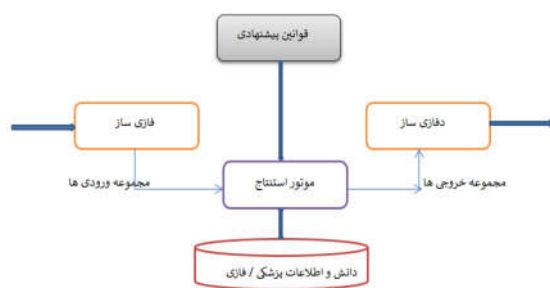 قوانین پیشنهادی
فازی ساز
دفازی ساز
مجموعه ورودی ها
موتور استنتاج
مجموعه خروجی ها
دانش و اطلاعات پزشکی / فازی